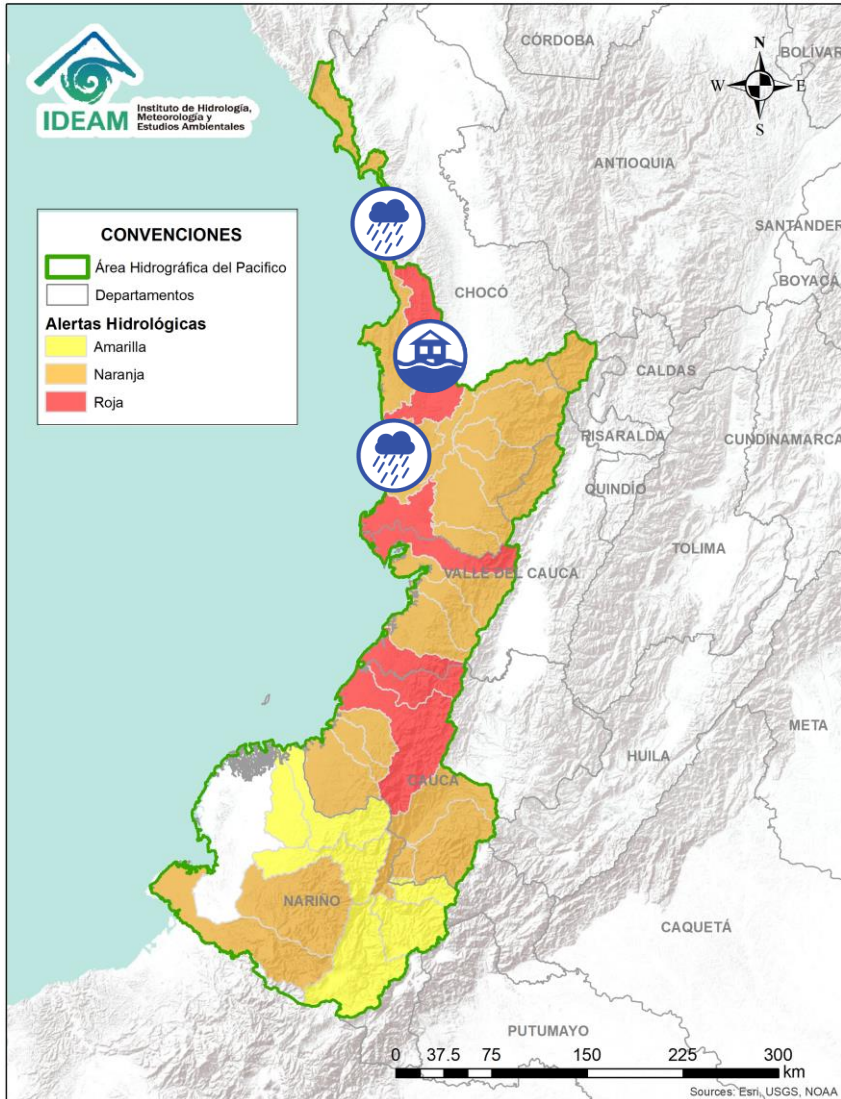 IDEAM
Instituto de Hidrología,
Meteorología y
Estudios Ambientales
CÓRDOBA
BOLÍVAR
N
W
E
S
ANTIOQUIA
SANTANDER
BOYACÁ
CONVENCIONES
Área Hidrográfica del Pacifico
Departamentos
Alertas Hidrológicas
Amarilla
Naranja
Roja
CHOCÓ
CALDAS
RISARALDA
CUNDINAMARCA
QUINDÍO
TOLIMA
VALLE DEL CAUCA
META
HUILA
CAUCA
NARIÑO
CAQUETÁ
PUTUMAYO
0 37.5 75 150 225 300
km
Sources: Esri, USGS, NOAA